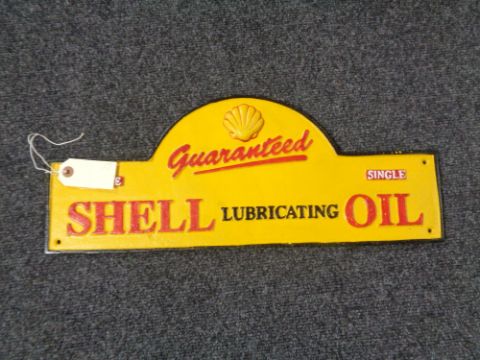 Guaranteed
SINGLE
SHELL LUBRICATING OIL